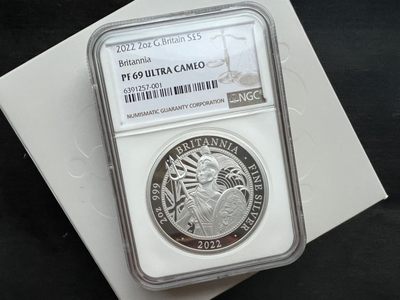 2022 2oz G.Britain S£5
Britannia
PF 69 ULTRA CAMEO
6391257-001
NUMISMATIC GUARANTY CORPORATION
NGC
2oz 999 · BRITANNIA · FINE SILVER ·
2022